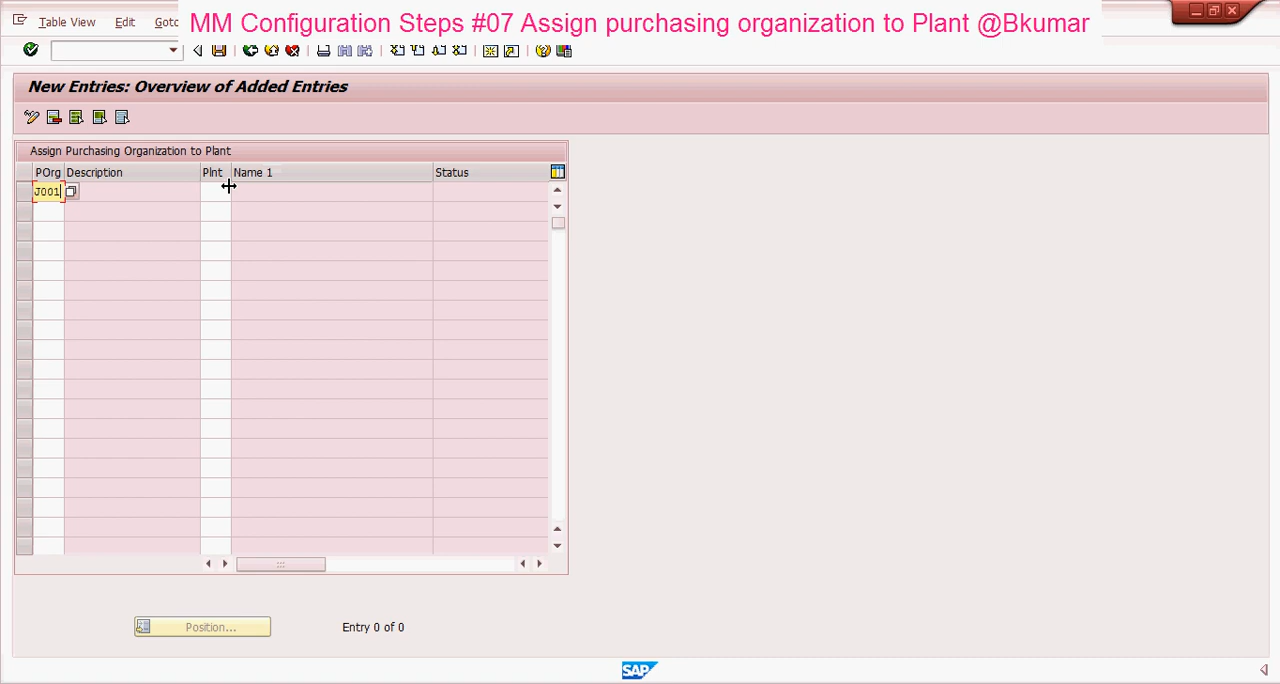 MM Configuration Steps #07 Assign purchasing organization to Plant @Bkumar
Table View Edit Goto
New Entries: Overview of Added Entries
Assign Purchasing Organization to Plant
POrg Description Plnt Name 1 Status
J001
Position... Entry 0 of 0
SAP